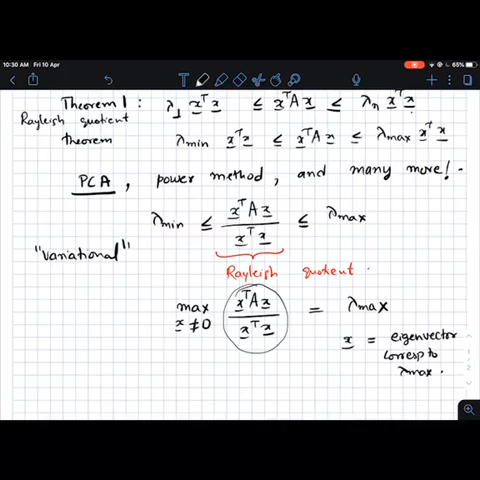 10:30 AM Fri 10 Apr
65%
Theorem 1 : λ₁ xᵀx ≤ xᵀAx ≤ λₙ xᵀx
Rayleigh quotient
theorem λmin xᵀx ≤ xᵀAx ≤ λmax xᵀx
PCA, power method, and many more! .
λmin ≤ xᵀAx / xᵀx ≤ λmax
"variational"
Rayleigh quotient .
max x ≠ 0 xᵀAx / xᵀx = λmax
x = eigenvector
corresp to
λmax .